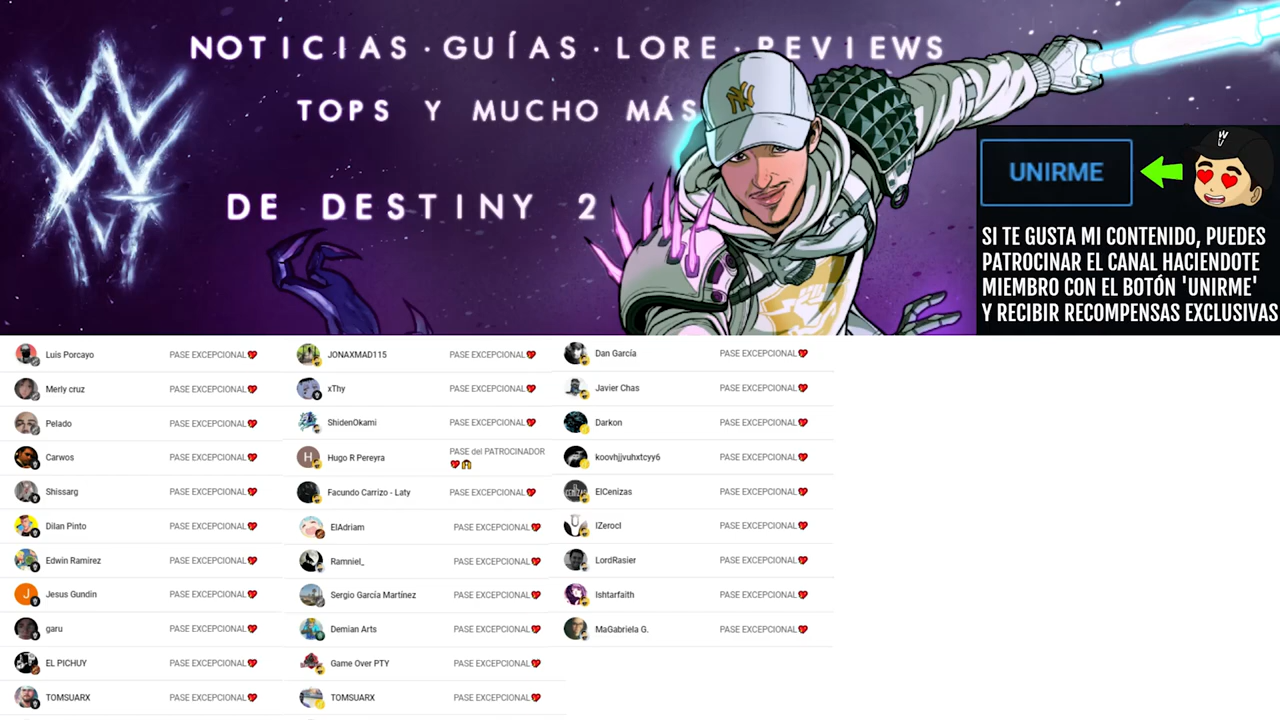 NOTICIAS · GUÍAS · LORE · REVIEWS
TOPS Y MUCHO MÁS
DE DESTINY 2
UNIRME
SI TE GUSTA MI CONTENIDO, PUEDES
PATROCINAR EL CANAL HACIENDOTE
MIEMBRO CON EL BOTÓN 'UNIRME'
Y RECIBIR RECOMPENSAS EXCLUSIVAS
Luis Porcayo PASE EXCEPCIONAL
Merly cruz PASE EXCEPCIONAL
Pelado PASE EXCEPCIONAL
Carwos PASE EXCEPCIONAL
Shissarg PASE EXCEPCIONAL
Dilan Pinto PASE EXCEPCIONAL
Edwin Ramírez PASE EXCEPCIONAL
J Jesus Gundin PASE EXCEPCIONAL
garu PASE EXCEPCIONAL
EL PICHUY PASE EXCEPCIONAL
TOMSUARX PASE EXCEPCIONAL
JONAXMAD115 PASE EXCEPCIONAL
xThy PASE EXCEPCIONAL
ShidenOkami PASE EXCEPCIONAL
H Hugo R Pereyra PASE del PATROCINADOR
Facundo Carrizo - Laty PASE EXCEPCIONAL
ElAdriam PASE EXCEPCIONAL
Ramniel_ PASE EXCEPCIONAL
Sergio García Martínez PASE EXCEPCIONAL
Demian Arts PASE EXCEPCIONAL
Game Over PTY PASE EXCEPCIONAL
TOMSUARX PASE EXCEPCIONAL
Dan García PASE EXCEPCIONAL
Javier Chas PASE EXCEPCIONAL
Darkon PASE EXCEPCIONAL
koovhjjvuhxtcyy6 PASE EXCEPCIONAL
ElCenizas PASE EXCEPCIONAL
IZerocI PASE EXCEPCIONAL
LordRasier PASE EXCEPCIONAL
Ishtarfaith PASE EXCEPCIONAL
MaGabriela G. PASE EXCEPCIONAL